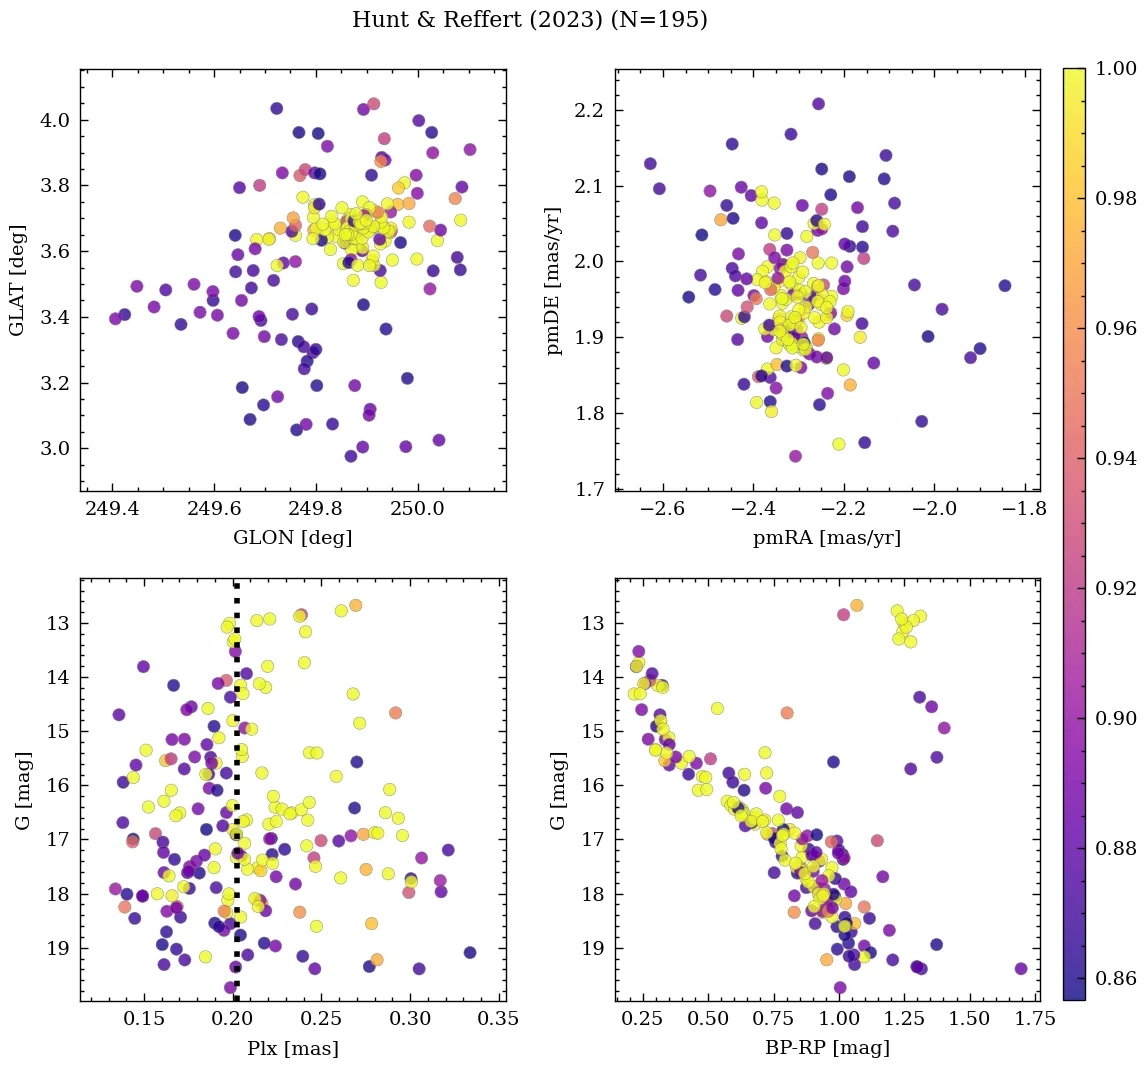 Hunt & Reffert (2023) (N=195)
4.0
3.8
3.6
3.4
3.2
3.0
GLAT [deg]
249.4 249.6 249.8 250.0
GLON [deg]
2.2
2.1
2.0
1.9
1.8
1.7
pmDE [mas/yr]
−2.6 −2.4 −2.2 −2.0 −1.8
pmRA [mas/yr]
1.00
0.98
0.96
0.94
0.92
0.90
0.88
0.86
13
14
15
16
17
18
19
G [mag]
0.15 0.20 0.25 0.30 0.35
Plx [mas]
13
14
15
16
17
18
19
G [mag]
0.25 0.50 0.75 1.00 1.25 1.50 1.75
BP-RP [mag]